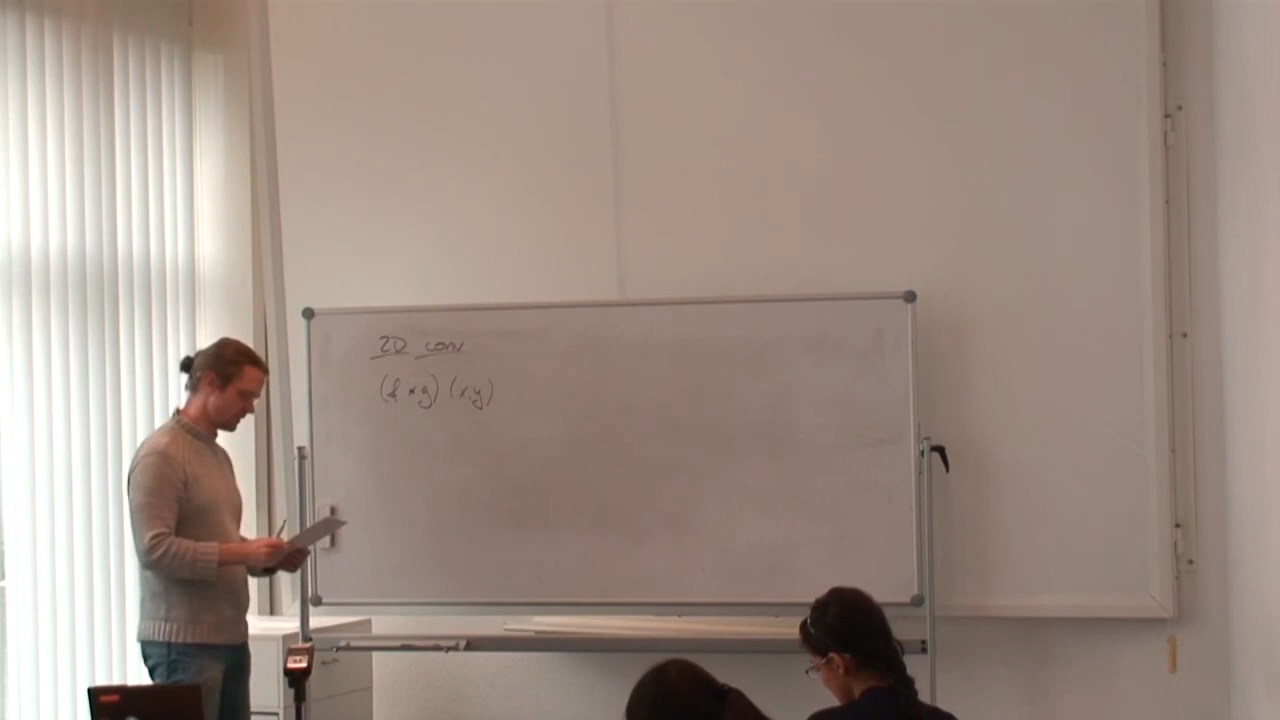 2D conv
(f * g) (x,y)